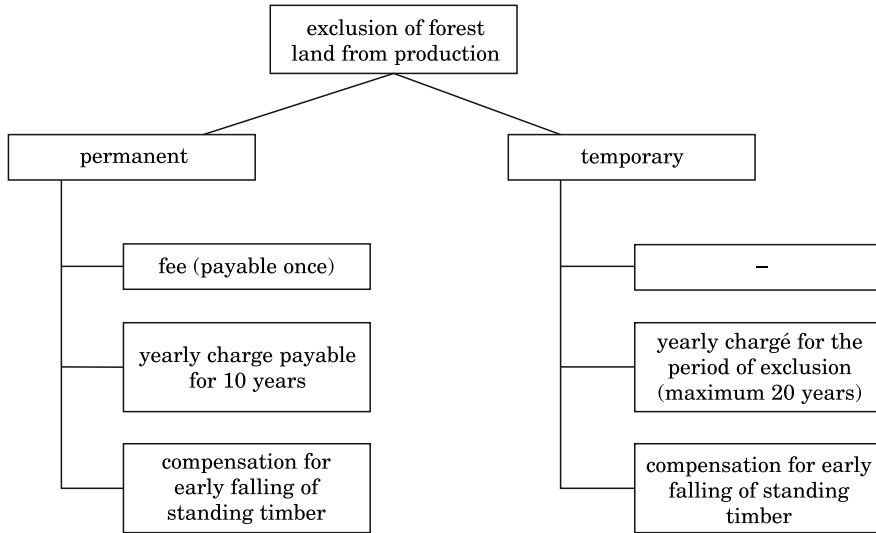 exclusion of forest
land from production
permanent
temporary
fee (payable once)
–
yearly charge payable
for 10 years
yearly chargé for the
period of exclusion
(maximum 20 years)
compensation for
early falling of
standing timber
compensation for early
falling of standing
timber